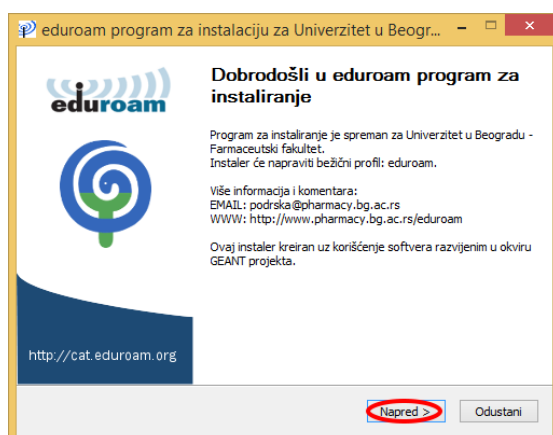 eduroam program za instalaciju za Univerzitet u Beogr...
eduroam
Dobrodošli u eduroam program za
instaliranje
Program za instaliranje je spreman za Univerzitet u Beogradu -
Farmaceutski fakultet.
Instaler će napraviti bežični profil: eduroam.
Više informacija i komentara:
EMAIL: podrska@pharmacy.bg.ac.rs
WWW: http://www.pharmacy.bg.ac.rs/eduroam
Ovaj instaler kreiran uz korišćenje softvera razvijenim u okviru
GEANT projekta.
http://cat.eduroam.org
Napred >
Odustani